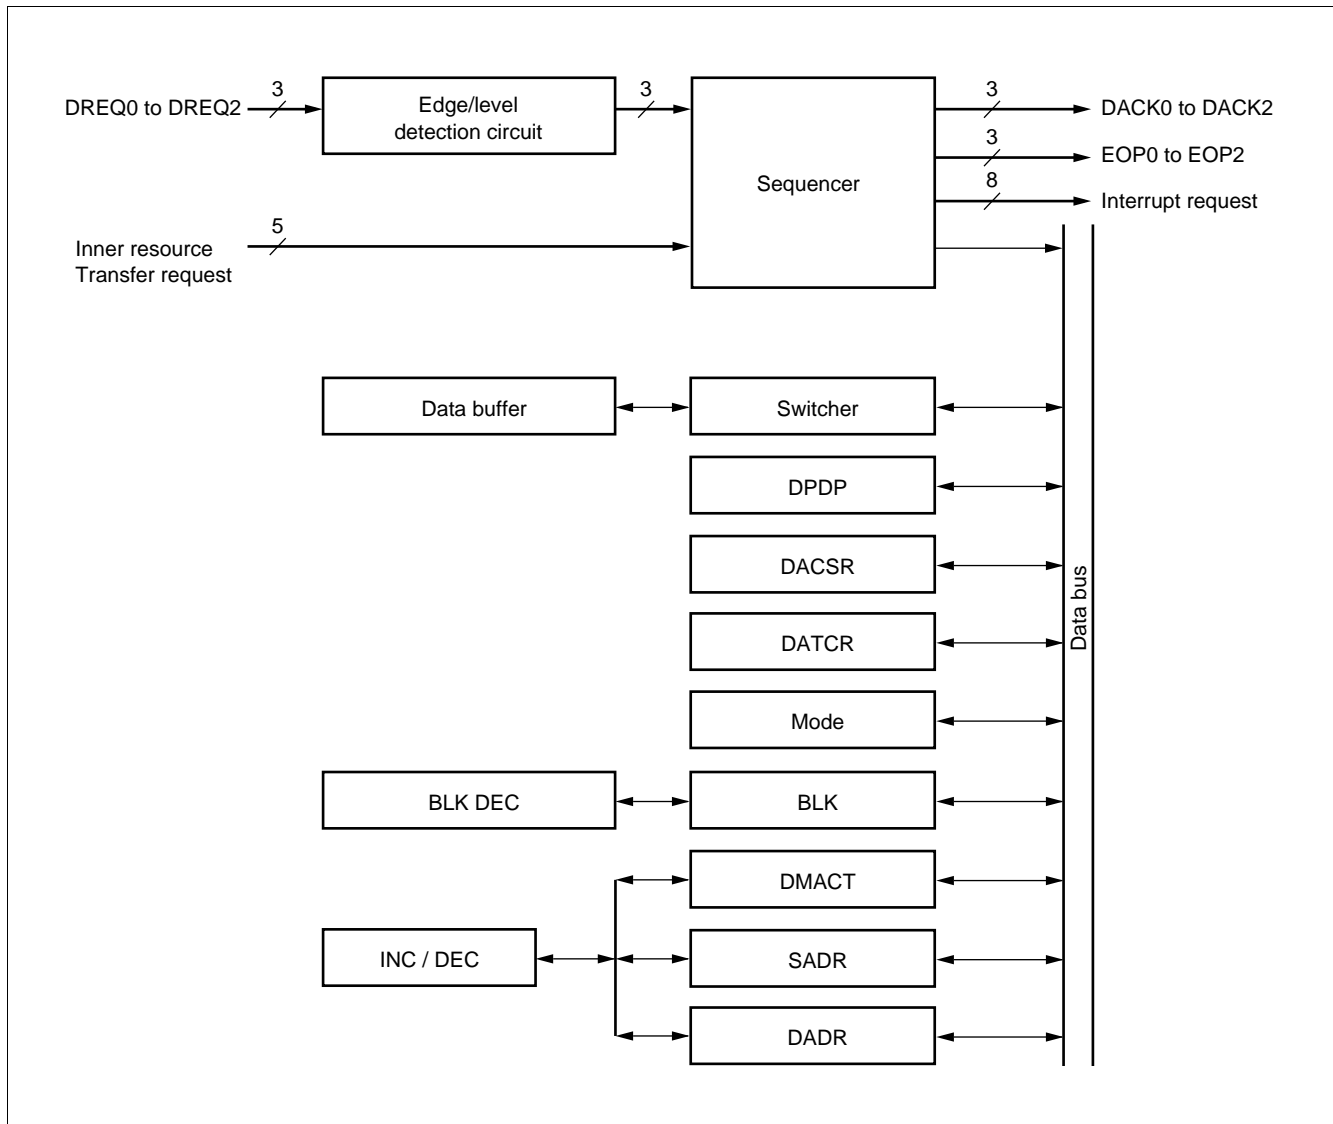 DREQ0 to DREQ2
3
Edge/level
detection circuit
3
Sequencer
3
DACK0 to DACK2
3
EOP0 to EOP2
8
Interrupt request
5
Inner resource
Transfer request
Data buffer
Switcher
DPDP
DACSR
DATCR
Mode
BLK DEC
BLK
DMACT
INC / DEC
SADR
DADR
Data bus